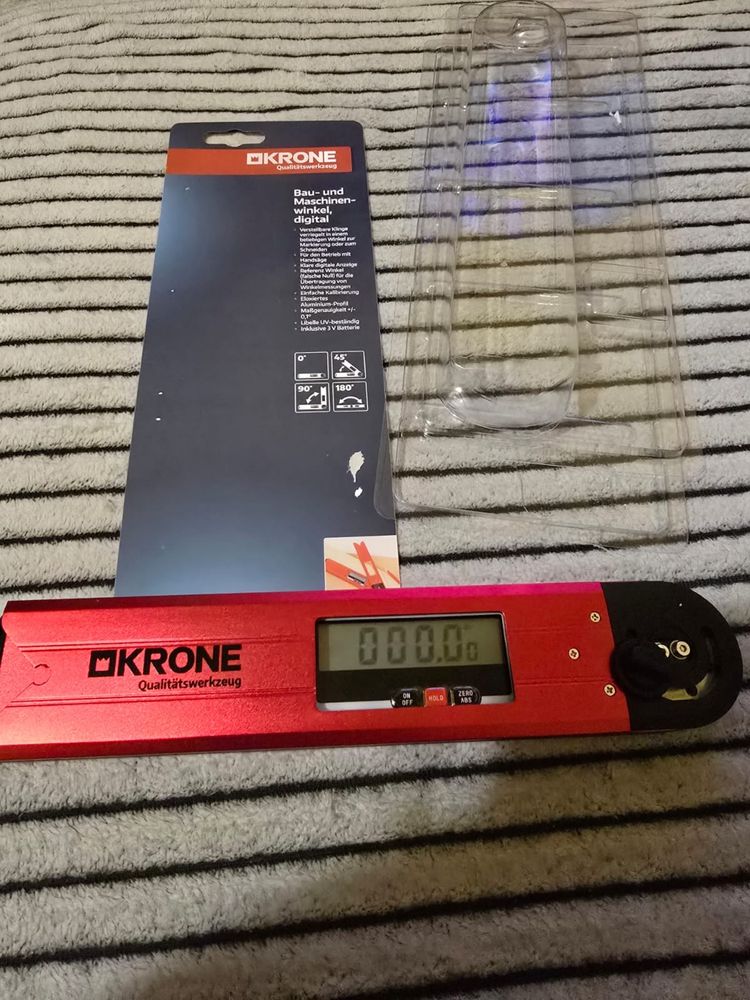 KRONE
Qualitätswerkzeug
Bau- und
Maschinen-
winkel,
digital
· Verstellbare Klinge
verriegelt in einem
beliebigen Winkel zur
Markierung oder zum
Schneiden
· Für den Betrieb mit
Handsäge
· Klare digitale Anzeige
· Referenz Winkel
(falsche Null) für die
Übertragung von
Winkelmessungen
· Einfache Kalibrierung
· Eloxiertes
Aluminium-Profil
· Maßgenauigkeit +/-
0,1°
· Libelle UV-beständig
· Inklusive 3 V Batterie
0° 45°
90° 180°
KRONE
Qualitätswerkzeug
000.0°
ON OFF
HOLD
ZERO ABS